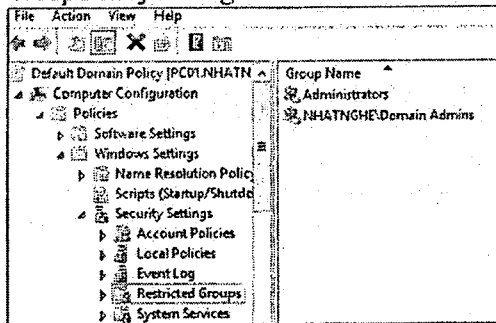 File Action View Help
Default Domain Policy [PC01.NHATN
Computer Configuration
Policies
Software Settings
Windows Settings
Name Resolution Policy
Scripts (Startup/Shutdo
Security Settings
Account Policies
Local Policies
Event Log
Restricted Groups
System Services
Group Name
Administrators
NHATNGHE\Domain Admins